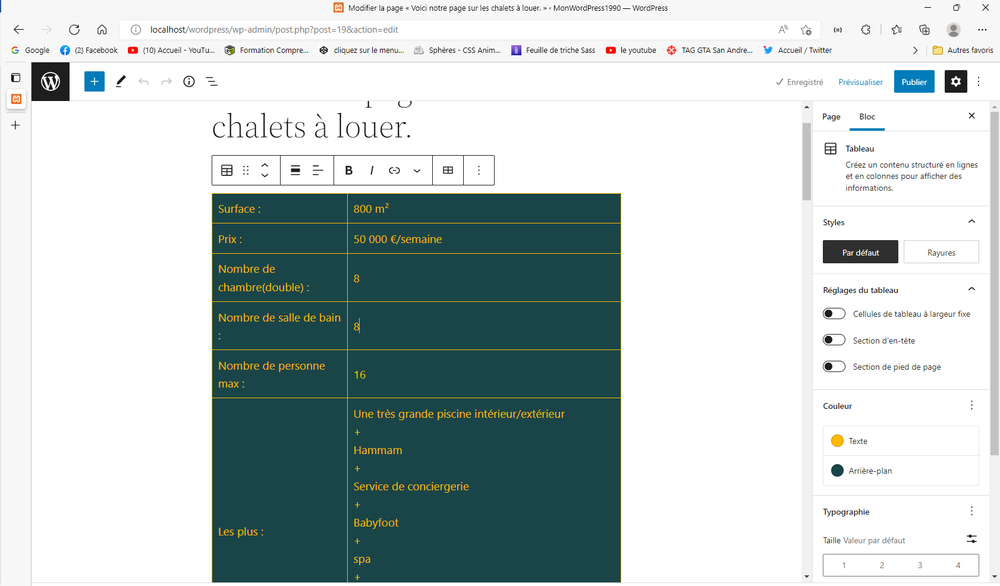 Modifier la page « Voici notre page sur les chalets à louer. » ‹ MonWordPress1990 — WordPress
localhost/wordpress/wp-admin/post.php?post=19&action=edit
Google
(2) Facebook
(10) Accueil - YouTu...
Formation Compre...
cliquez sur le menu...
Sphères - CSS Anim...
Feuille de triche Sass
le youtube
TAG GTA San Andre...
Accueil / Twitter
Autres favoris
Enregistré
Prévisualiser
Publier
chalets à louer.
B I
Surface :
800 m²
Prix :
50 000 €/semaine
Nombre de
chambre(double) :
8
Nombre de salle de bain
:
8
Nombre de personne
max :
16
Les plus :
Une très grande piscine intérieur/extérieur
+
Hammam
+
Service de conciergerie
+
Babyfoot
+
spa
+
Page
Bloc
Tableau
Créez un contenu structuré en lignes
et en colonnes pour afficher des
informations.
Styles
Par défaut
Rayures
Réglages du tableau
Cellules de tableau à largeur fixe
Section d'en-tête
Section de pied de page
Couleur
Texte
Arrière-plan
Typographie
Taille Valeur par défaut
1 2 3 4